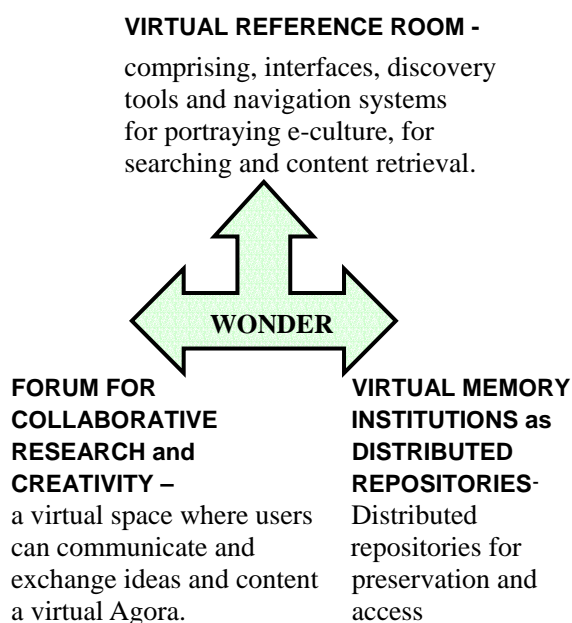 VIRTUAL REFERENCE ROOM -
comprising, interfaces, discovery
tools and navigation systems
for portraying e-culture, for
searching and content retrieval.
WONDER
FORUM FOR
COLLABORATIVE
RESEARCH and
CREATIVITY –
a virtual space where users
can communicate and
exchange ideas and content
a virtual Agora.
VIRTUAL MEMORY
INSTITUTIONS as
DISTRIBUTED
REPOSITORIES-
Distributed
repositories for
preservation and
access